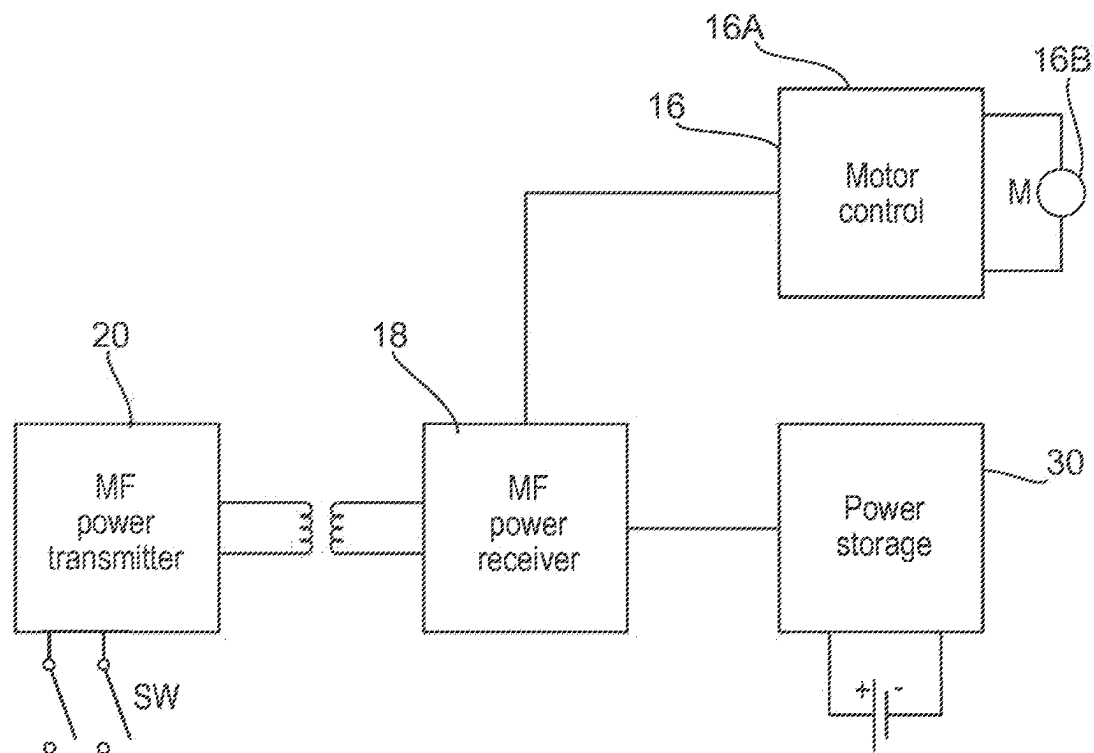 16A
16B
16
Motor
control
M
20
18
MF
power
transmitter
MF
power
receiver
30
Power
storage
SW
+ -